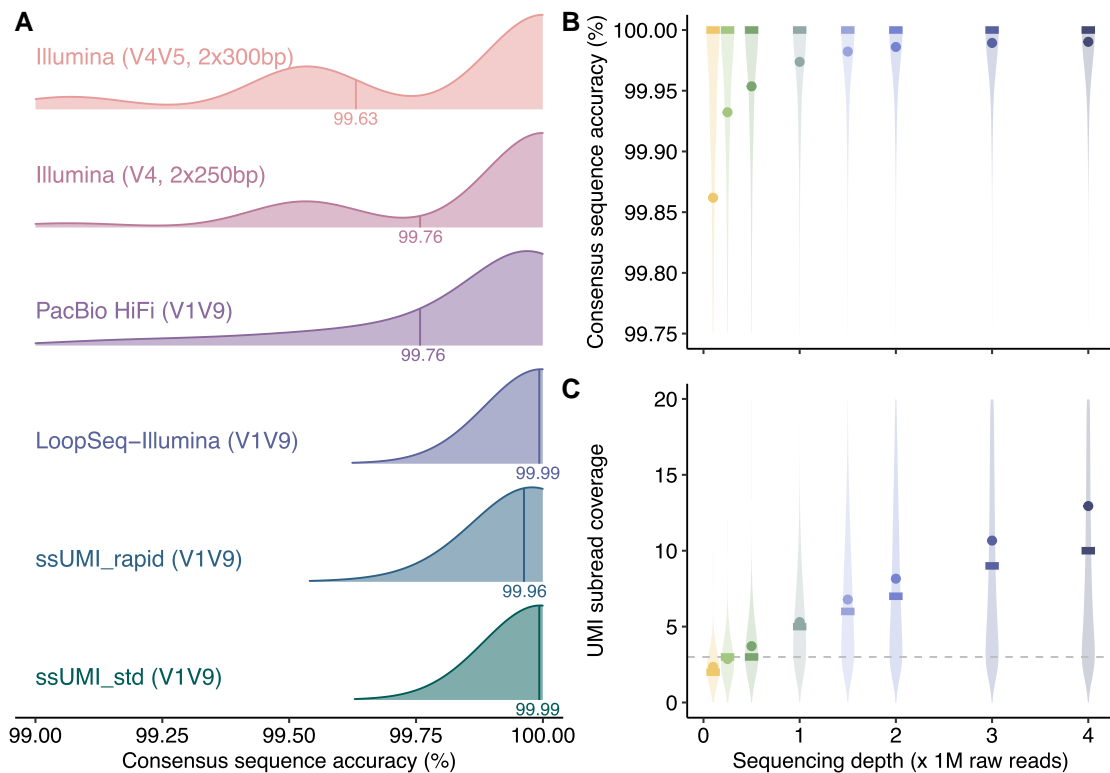 A
Illumina (V4V5, 2x300bp)
99.63
Illumina (V4, 2x250bp)
99.76
PacBio HiFi (V1V9)
99.76
LoopSeq−Illumina (V1V9)
99.99
ssUMI_rapid (V1V9)
99.96
ssUMI_std (V1V9)
99.99
99.00 99.25 99.50 99.75 100.00
Consensus sequence accuracy (%)
B
Consensus sequence accuracy (%)
100.00
99.95
99.90
99.85
99.80
99.75
C
UMI subread coverage
20
15
10
5
0
0 1 2 3 4
Sequencing depth (x 1M raw reads)